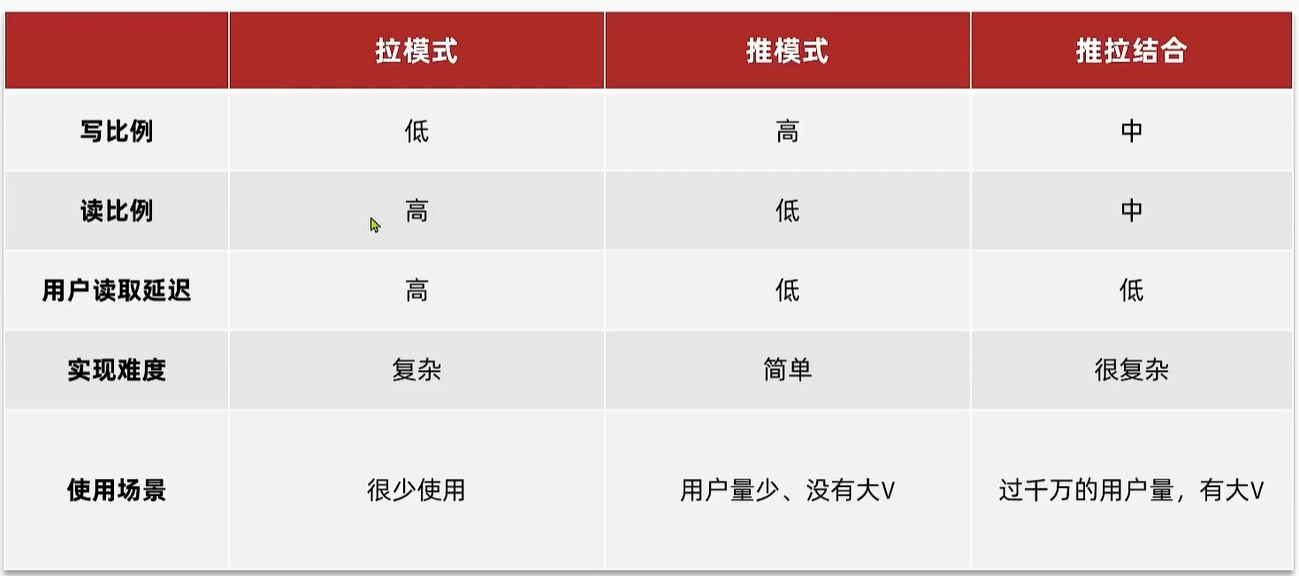 拉模式 推模式 推拉结合
写比例 低 高 中
读比例 高 低 中
用户读取延迟 高 低 低
实现难度 复杂 简单 很复杂
使用场景 很少使用 用户量少、没有大V 过千万的用户量，有大V